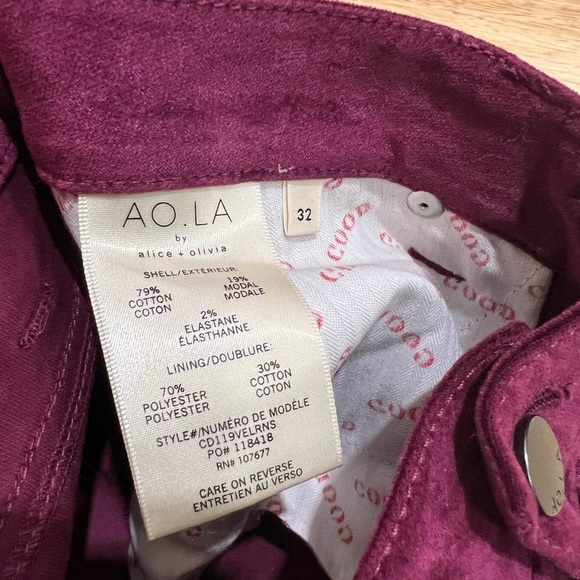 AO.LA
by
alice + olivia
SHELL/EXTÉRIEUR:
79% 19%
COTTON MODAL
COTON MODALE
2%
ELASTANE
ÉLASTHANNE
LINING/DOUBLURE:
70% 30%
POLYESTER COTTON
POLYESTER COTON
STYLE#/NUMÉRO DE MODÈLE
CD119VELRNS
PO# 118418
RN# 107677
CARE ON REVERSE
ENTRETIEN AU VERSO
32